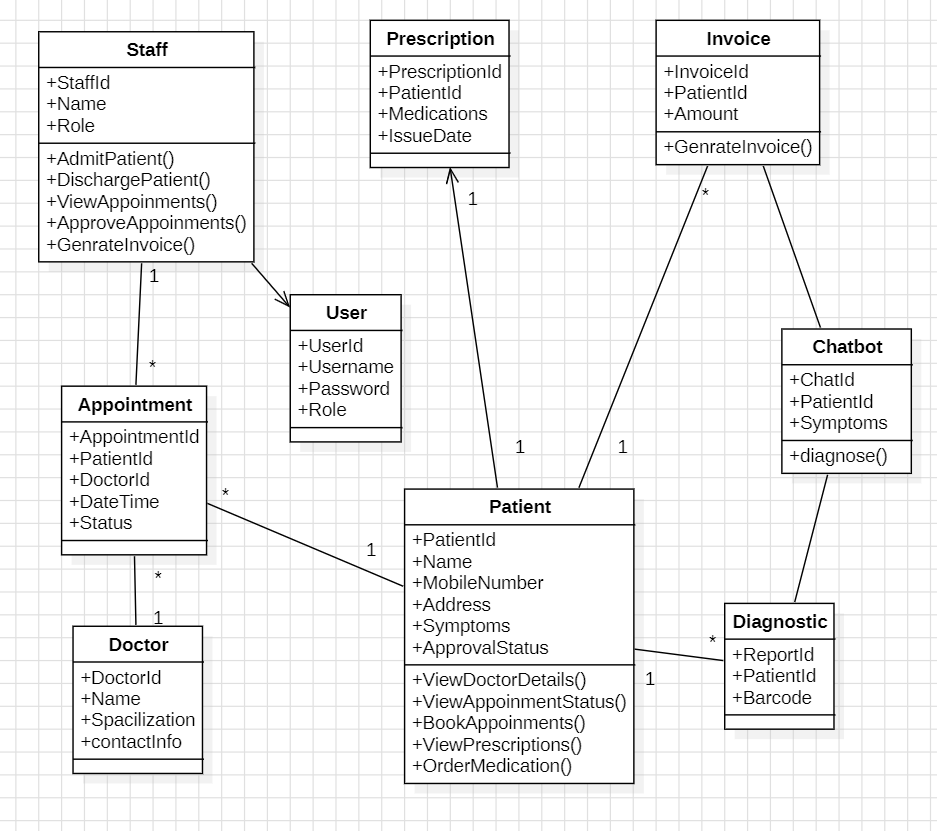 Staff
+StaffId
+Name
+Role
+AdmitPatient()
+DischargePatient()
+ViewAppoinments()
+ApproveAppoinments()
+GenrateInvoice()
Prescription
+PrescriptionId
+PatientId
+Medications
+IssueDate
Invoice
+InvoiceId
+PatientId
+Amount
+GenrateInvoice()
1
*
1
*
User
+UserId
+Username
+Password
+Role
Chatbot
+ChatId
+PatientId
+Symptoms
+diagnose()
Appointment
+AppointmentId
+PatientId
+DoctorId
+DateTime
+Status
1
1
*
1
*
1
Patient
+PatientId
+Name
+MobileNumber
+Address
+Symptoms
+ApprovalStatus
+ViewDoctorDetails()
+ViewAppoinmentStatus()
+BookAppoinments()
+ViewPrescriptions()
+OrderMedication()
Doctor
+DoctorId
+Name
+Spacilization
+contactInfo
*
1
Diagnostic
+ReportId
+PatientId
+Barcode